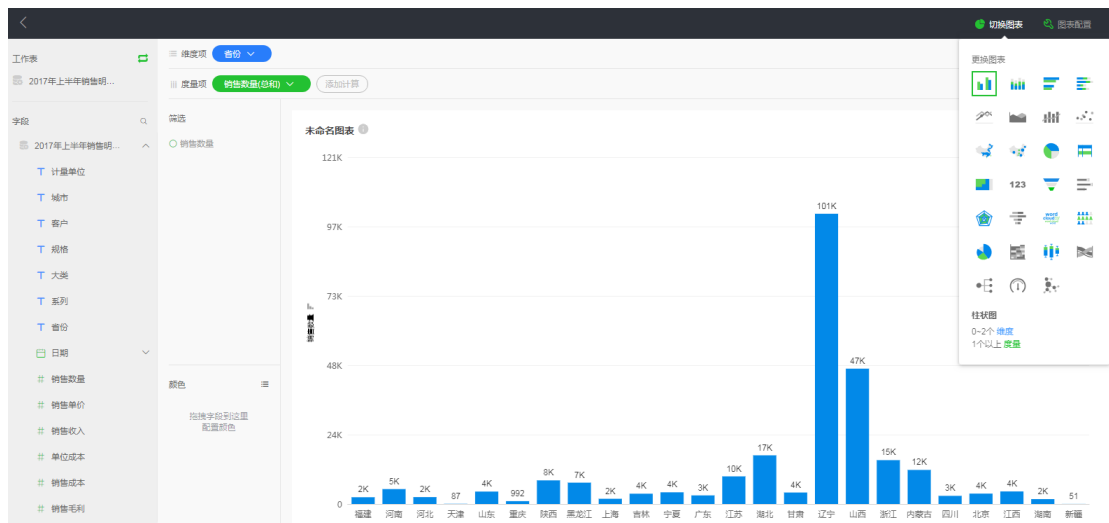 切换图表
图表配置
工作表
2017年上半年销售明...
字段
2017年上半年销售明...
计量单位
城市
客户
规格
大类
系列
省份
日期
销售数量
销售单价
销售收入
单位成本
销售成本
销售毛利
维度项
省份
度量项
销售数量(总和)
添加计算
筛选
销售数量
颜色
拖拽字段到这里
配置颜色
未命名图表
121K
97K
73K
48K
24K
0
销售数量
2K 5K 2K 87 4K 992 8K 7K 2K 4K 4K 3K 10K 17K 4K 101K 47K 15K 12K 3K 4K 4K 2K 51
福建 河南 河北 天津 山东 重庆 陕西 黑龙江 上海 吉林 宁夏 广东 江苏 湖北 甘肃 辽宁 山西 浙江 内蒙古 四川 北京 江西 湖南 新疆
更换图表
123
word
cloud
柱状图
0~2个 维度
1个以上 度量